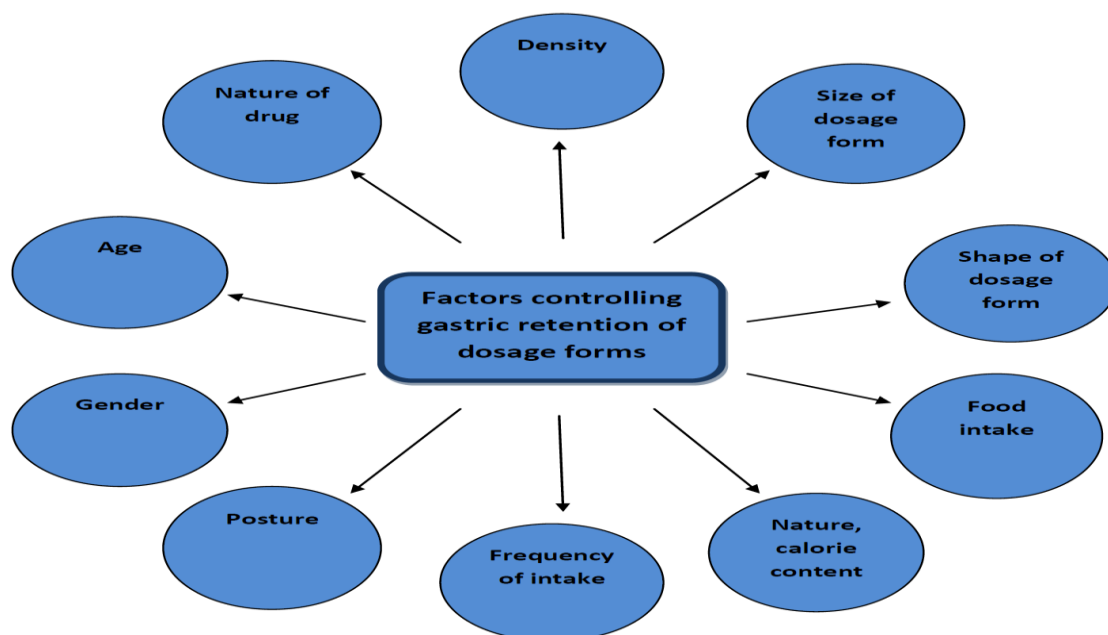 Density
Nature of
drug
Size of
dosage
form
Age
Shape of
dosage
form
Factors controlling
gastric retention of
dosage forms
Gender
Food
intake
Posture
Frequency
of intake
Nature,
calorie
content